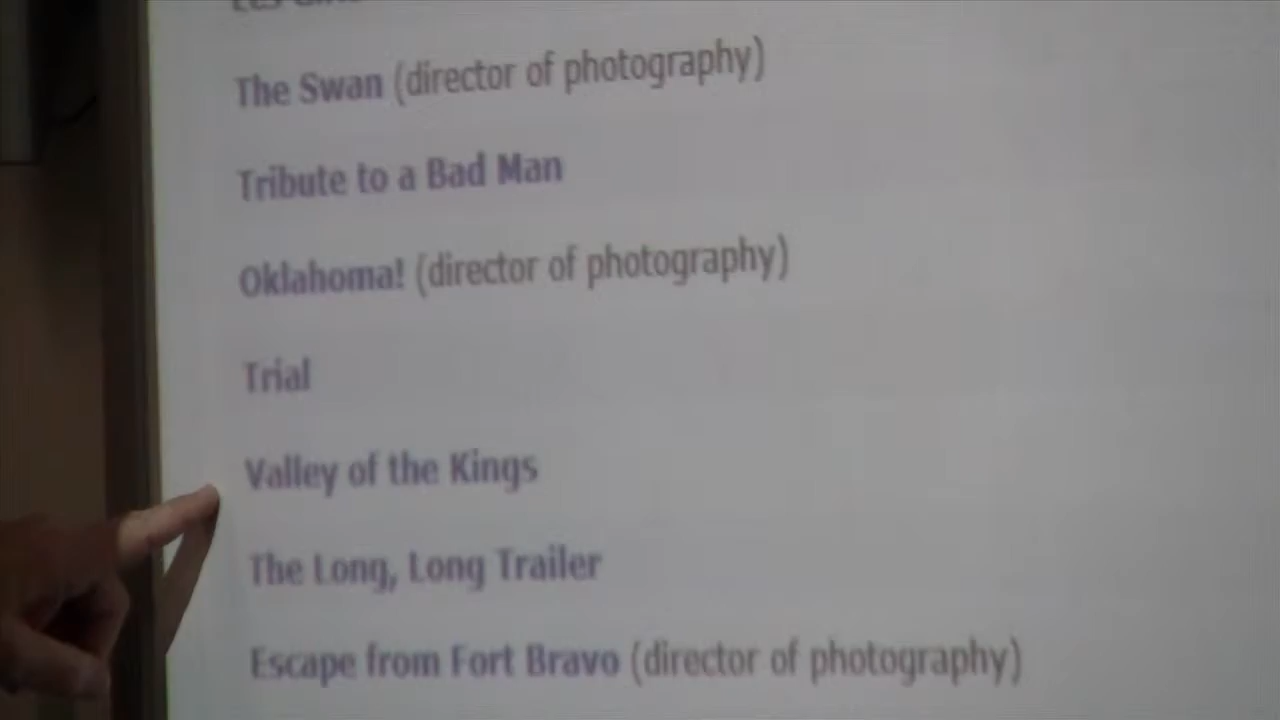 The Swan (director of photography)
Tribute to a Bad Man
Oklahoma! (director of photography)
Trial
Valley of the Kings
The Long, Long Trailer
Escape from Fort Bravo (director of photography)